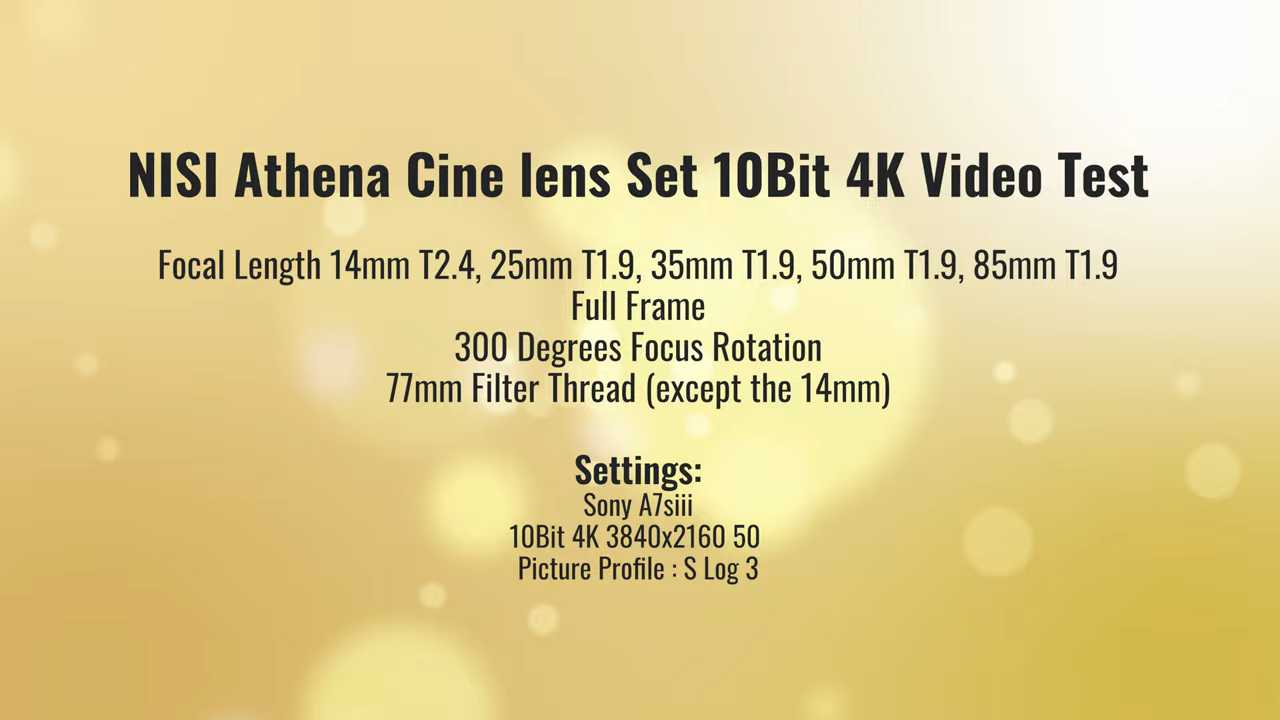 NISI Athena Cine lens Set 10Bit 4K Video Test
Focal Length 14mm T2.4, 25mm T1.9, 35mm T1.9, 50mm T1.9, 85mm T1.9
Full Frame
300 Degrees Focus Rotation
77mm Filter Thread (except the 14mm)
Settings:
Sony A7siii
10Bit 4K 3840x2160 50
Picture Profile : S Log 3